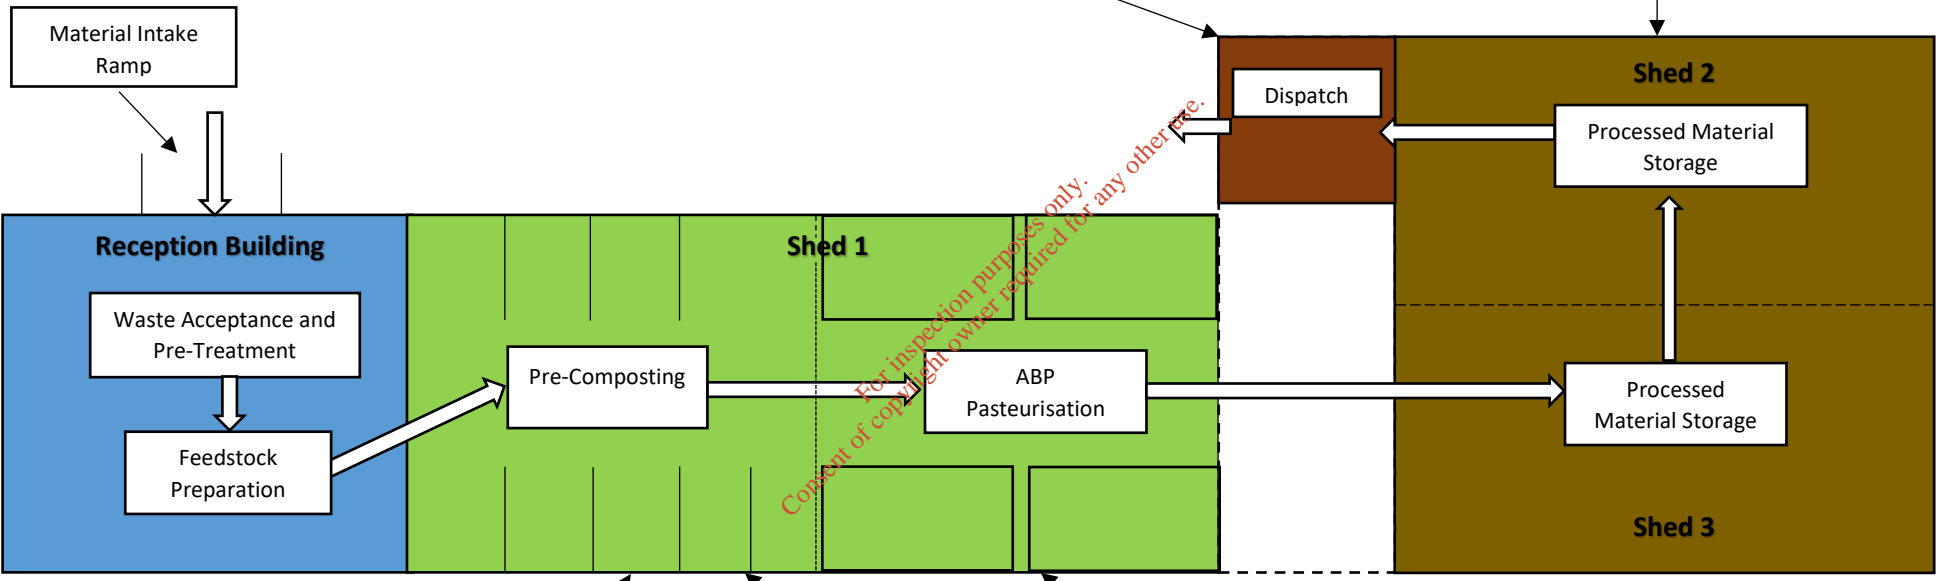 Material Intake
Ramp
Dispatch
Shed 2
Processed Material
Storage
Reception Building
Shed 1
Waste Acceptance and
Pre-Treatment
Pre-Composting
ABP
Pasteurisation
Processed
Material Storage
Feedstock
Preparation
Shed 3
For inspection purposes only.
Consent of copyright owner required for any other use.